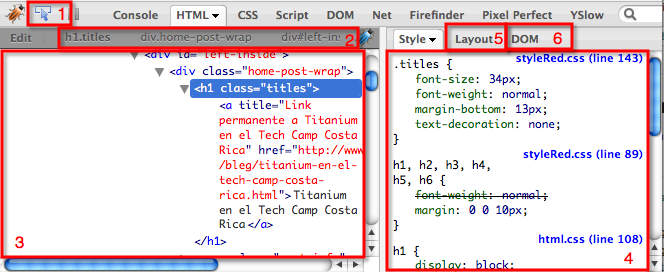 1
Console HTML CSS Script DOM Net Firefinder Pixel Perfect YSlow
Edit h1.titles div.home-post-wrap div#left-ins 2
<div id="left-inside">
<div class="home-post-wrap">
<h1 class="titles">
<a title="Link
permanente a Titanium
en el Tech Camp Costa
Rica" href="http://www
/bleg/titanium-en-el-
tech-camp-costa-
rica.html">Titanium
en el Tech Camp Costa
Rica</a>
</h1>
3
Style Layout 5 DOM 6
styleRed.css (line 143)
.titles {
font-size: 34px;
font-weight: normal;
margin-bottom: 13px;
text-decoration: none;
}
styleRed.css (line 89)
h1, h2, h3, h4,
h5, h6 {
font-weight: normal;
margin: 0 0 10px;
}
html.css (line 108)
h1 {
display: block;
4